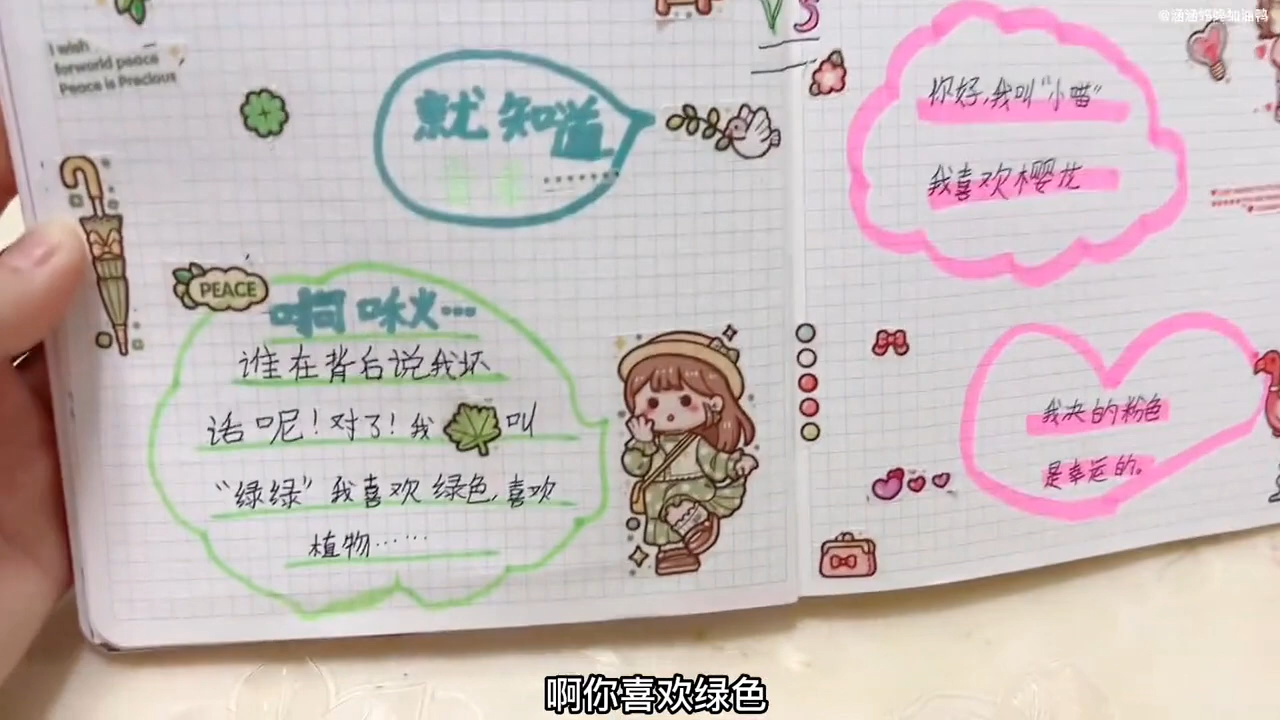 I wish
forworld peace
Peace is Precious
就知道
PEACE
啊啾…
谁在背后说我坏
话呢！对了！我叫
“绿绿”我喜欢绿色，喜欢
植物……
VS
你好，我叫“小喵”
我喜欢樱花
我决的粉色
是幸运的。
啊你喜欢绿色